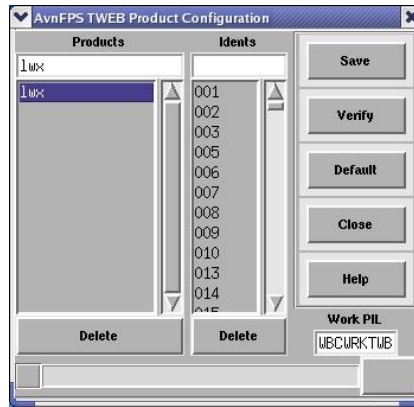 AvnFPS TWEB Product Configuration
Products
Idents
lwx
lwx
001
002
003
005
006
007
008
009
010
013
014
015
Delete
Delete
Save
Verify
Default
Close
Help
Work PIL
WBCWRKTWB